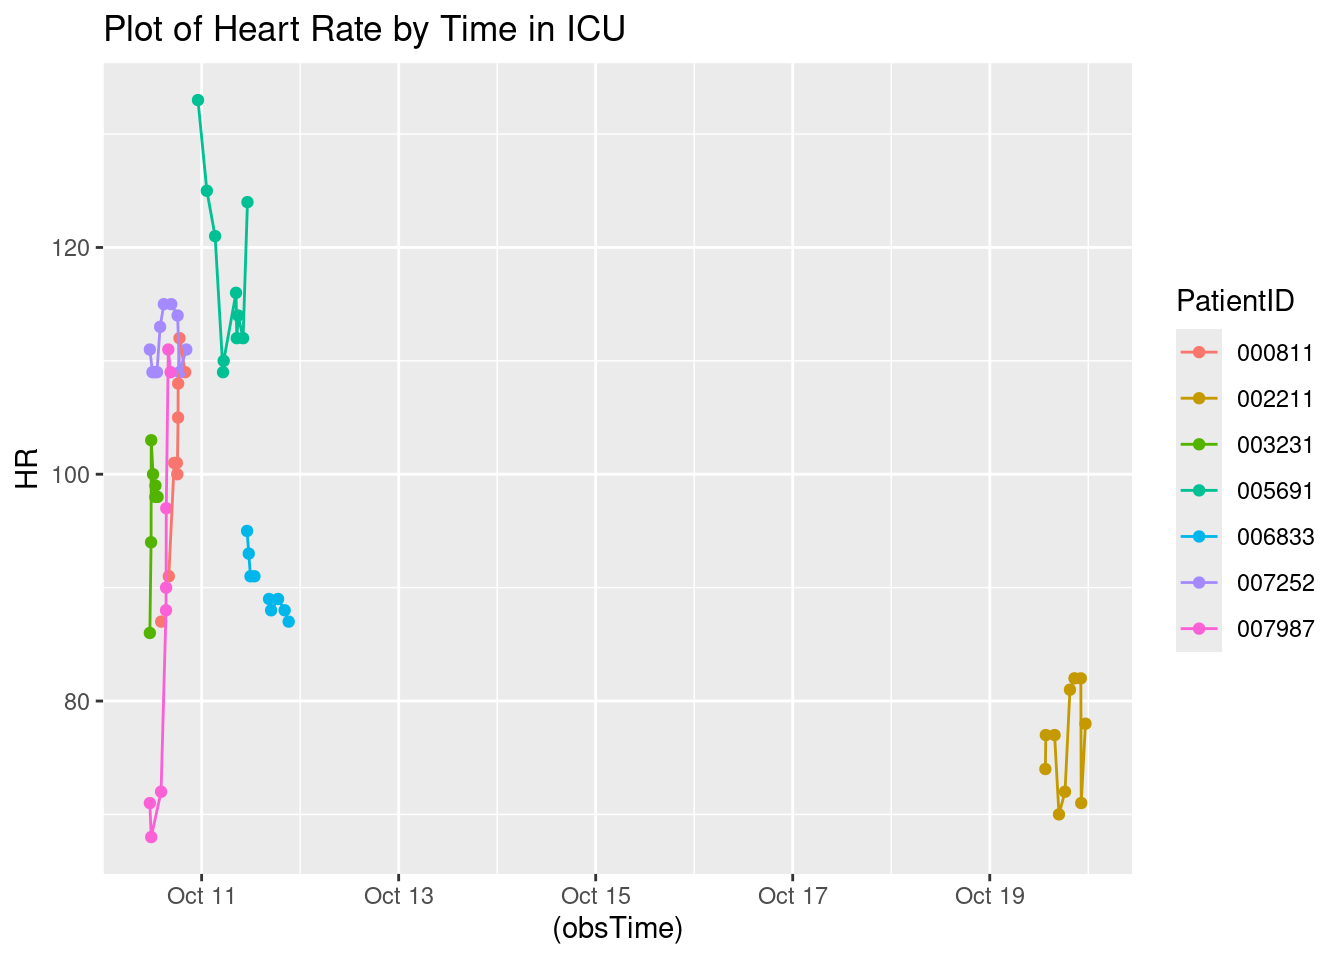 Plot of Heart Rate by Time in ICU
HR
120
100
80
Oct 11
Oct 13
Oct 15
Oct 17
Oct 19
(obsTime)
PatientID
000811
002211
003231
005691
006833
007252
007987